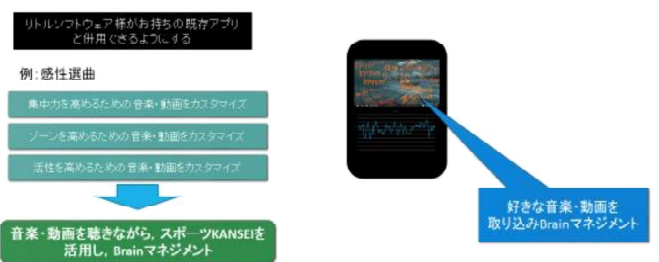 リトルソフトウェア様がお持ちの既存アプリ
と併用できるようにする
例：感性選曲
集中力を高めるための音楽・動画をカスタマイズ
ゾーンを高めるための音楽・動画をカスタマイズ
活性を高めるための音楽・動画をカスタマイズ
音楽・動画を聴きながら，スポーツKANSEIを
活用し，Brainマネジメント
好きな音楽・動画を
取り込みBrainマネジメント